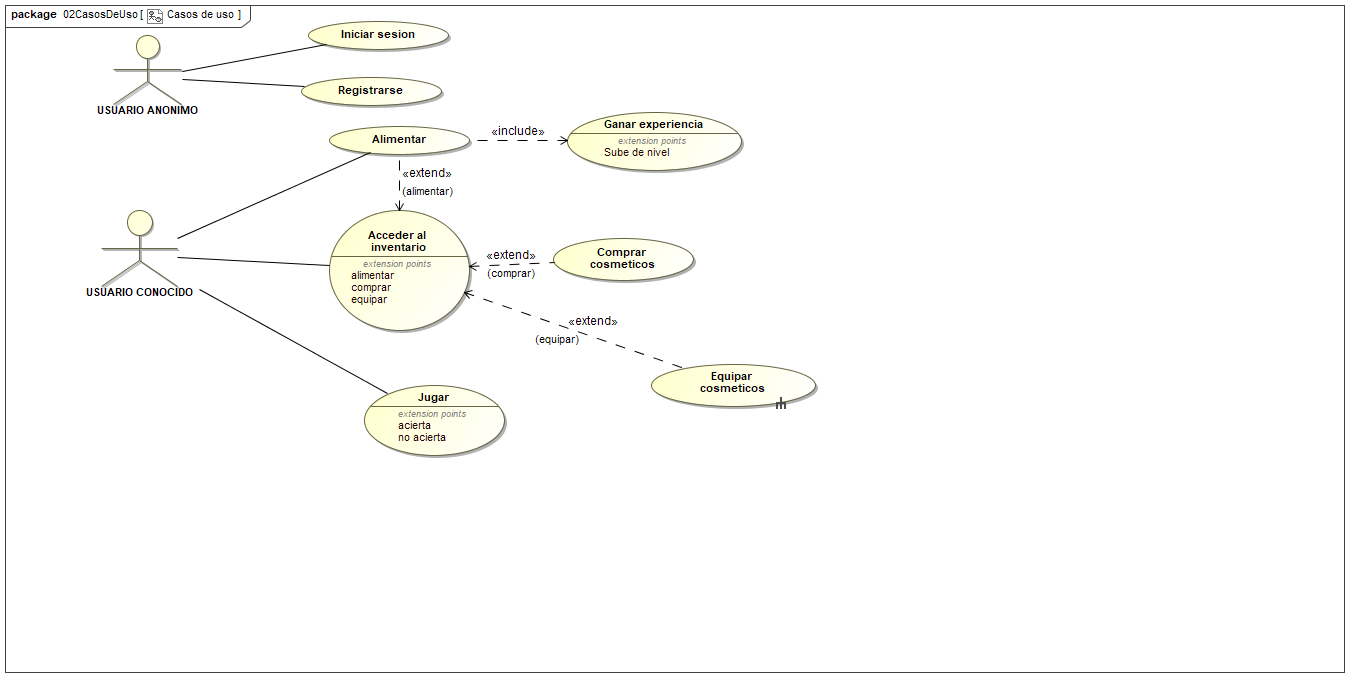 package 02CasosDeUso [ Casos de uso ]
Iniciar sesion
Registrarse
USUARIO ANONIMO
Alimentar
«include»
Ganar experiencia
extension points
Sube de nivel
«extend»
(alimentar)
Acceder al
inventario
extension points
alimentar
comprar
equipar
«extend»
(comprar)
Comprar
cosmeticos
USUARIO CONOCIDO
«extend»
(equipar)
Equipar
cosmeticos
Jugar
extension points
acierta
no acierta